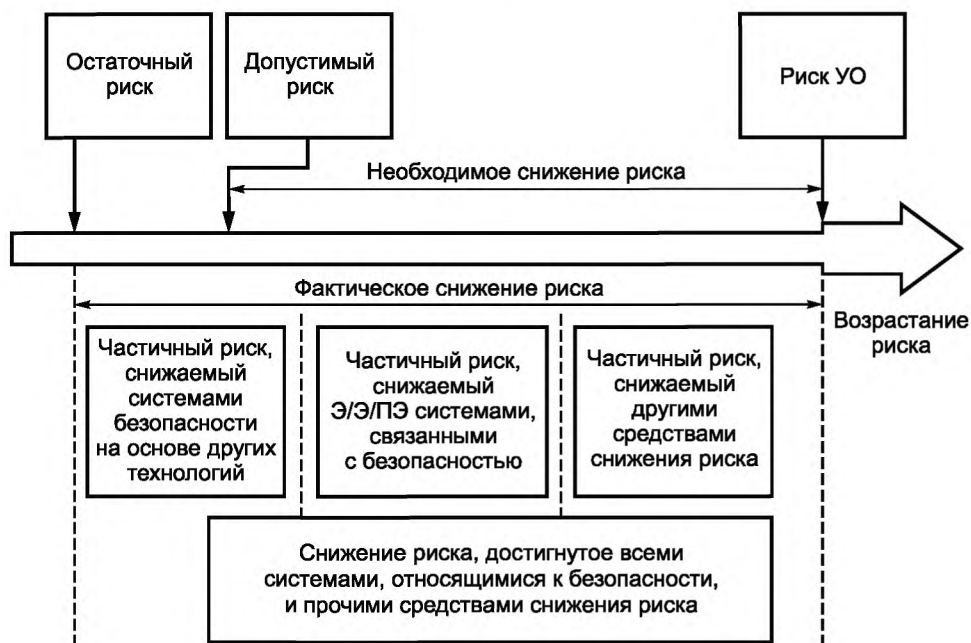 Остаточный
риск
Допустимый
риск
Риск УО
Необходимое снижение риска
Фактическое снижение риска
Возрастание
риска
Частичный риск,
снижаемый
системами
безопасности
на основе других
технологий
Частичный риск,
снижаемый
Э/Э/ПЭ системами,
связанными
с безопасностью
Частичный риск,
снижаемый
другими
средствами
снижения риска
Снижение риска, достигнутое всеми
системами, относящимися к безопасности,
и прочими средствами снижения риска